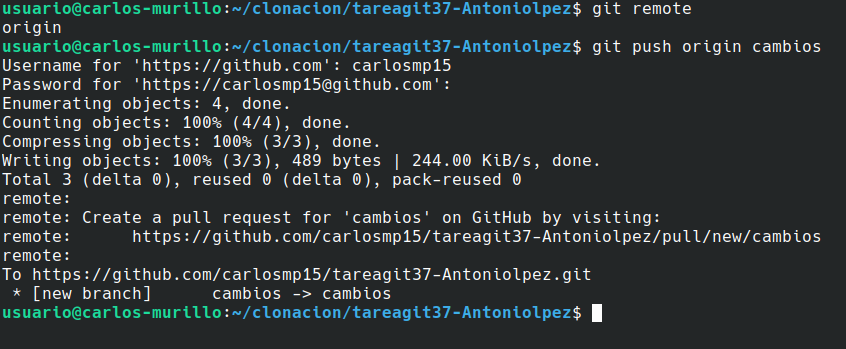 usuario@carlos-murillo:~/clonacion/tareagit37-Antoniolpez$ git remote
origin
usuario@carlos-murillo:~/clonacion/tareagit37-Antoniolpez$ git push origin cambios
Username for 'https://github.com': carlosmp15
Password for 'https://carlosmp15@github.com':
Enumerating objects: 4, done.
Counting objects: 100% (4/4), done.
Compressing objects: 100% (3/3), done.
Writing objects: 100% (3/3), 489 bytes | 244.00 KiB/s, done.
Total 3 (delta 0), reused 0 (delta 0), pack-reused 0
remote:
remote: Create a pull request for 'cambios' on GitHub by visiting:
remote:      https://github.com/carlosmp15/tareagit37-Antoniolpez/pull/new/cambios
remote:
To https://github.com/carlosmp15/tareagit37-Antoniolpez.git
 * [new branch]      cambios -> cambios
usuario@carlos-murillo:~/clonacion/tareagit37-Antoniolpez$